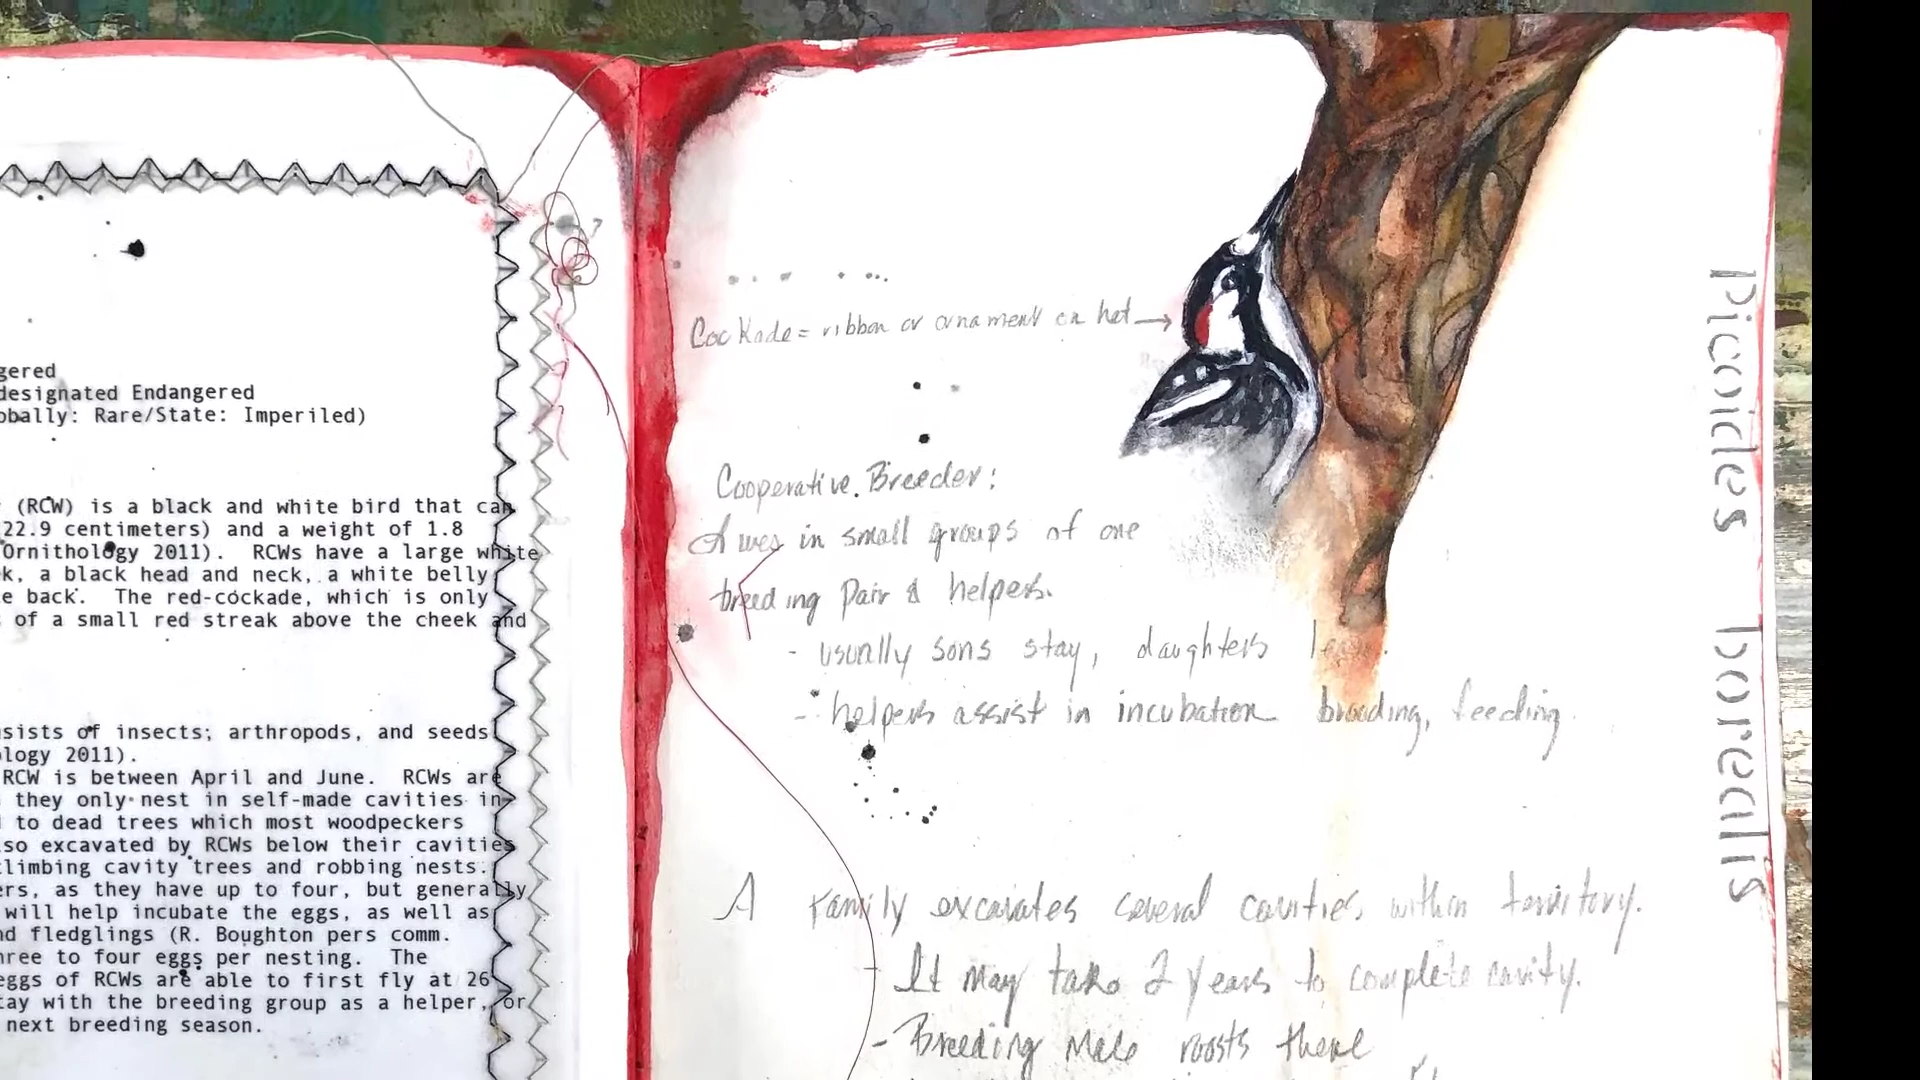 gered
designated Endangered
obally: Rare/State: Imperiled)
(RCW) is a black and white bird that can
22.9 centimeters) and a weight of 1.8
Ornithology 2011). RCWs have a large white
k, a black head and neck, a white belly
e back. The red-cockade, which is only
of a small red streak above the cheek and
sists of insects, arthropods, and seeds
logy 2011).
RCW is between April and June. RCWs are
they only nest in self-made cavities in
to dead trees which most woodpeckers
so excavated by RCWs below their cavities
climbing cavity trees and robbing nests.
ers, as they have up to four, but generally
will help incubate the eggs, as well as
nd fledglings (R. Boughton pers comm.
hree to four eggs per nesting. The
eggs of RCWs are able to first fly at 26
tay with the breeding group as a helper, or
next breeding season.
Cockade = ribbon or ornament on hat
Cooperative Breeder:
Lives in small groups of one
breeding pair & helpers.
- usually sons stay, daughters leave.
- helpers assist in incubation brooding, feeding.
A family excavates several cavities within territory.
- It may take 2 years to complete cavity.
- Breeding Male roosts there
Picoides borealis